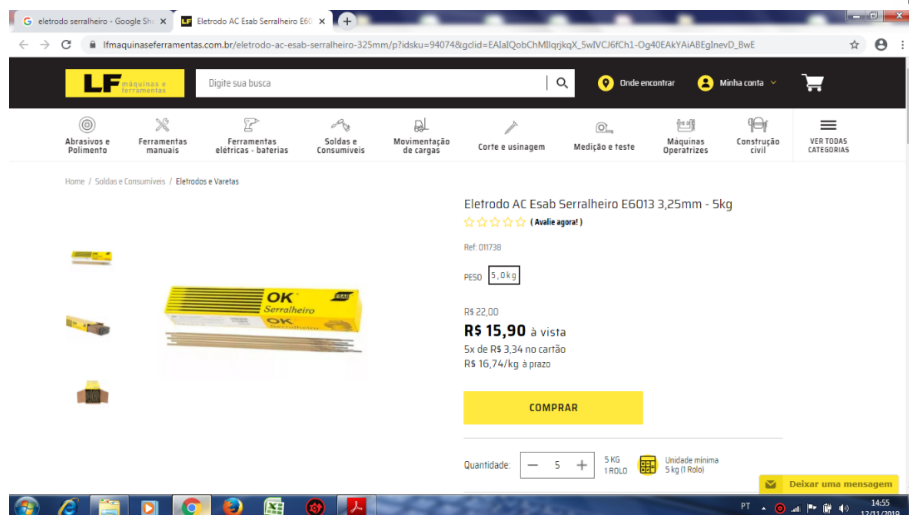 eletrodo serralheiro - Google Sh
Eletrodo AC Esab Serralheiro E60
lfmaquinaseferramentas.com.br/eletrodo-ac-esab-serralheiro-325mm/p?idsku=94074&gclid=
LF máquinas e
ferramentas
Digite sua busca
Onde encontrar
Minha conta
Abrasivos e
Polimento
Ferramentas
manuais
Ferramentas
elétricas - baterias
Soldas e
Consumíveis
Movimentação
de cargas
Corte e usinagem
Medição e teste
Máquinas
Operatrizes
Construção
civil
VER TODAS
CATEGORIAS
Home / Soldas e Consumíveis / Eletrodos e Varetas
Eletrodo AC Esab Serralheiro E6013 3,25mm - 5kg
( Avalie agora! )
Ref: 011738
PESO 5,0kg
R$ 22,00
R$ 15,90 à vista
5x de R$ 3,34 no cartão
R$ 16,74/kg à prazo
COMPRAR
Quantidade: — 5 +
5 KG
1 ROLO
Unidade mínima
5 kg (1 Rolo)
OK
Serralheiro
ESAB
OK
Deixar uma mensagem
PT
14:55
12/11/2019